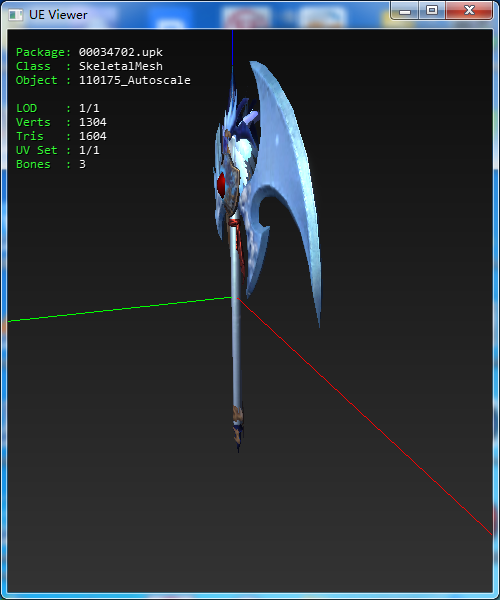 UE Viewer
Package: 00034702.upk
Class : SkeletalMesh
Object : 110175_Autoscale
LOD : 1/1
Verts : 1304
Tris : 1604
UV Set : 1/1
Bones : 3